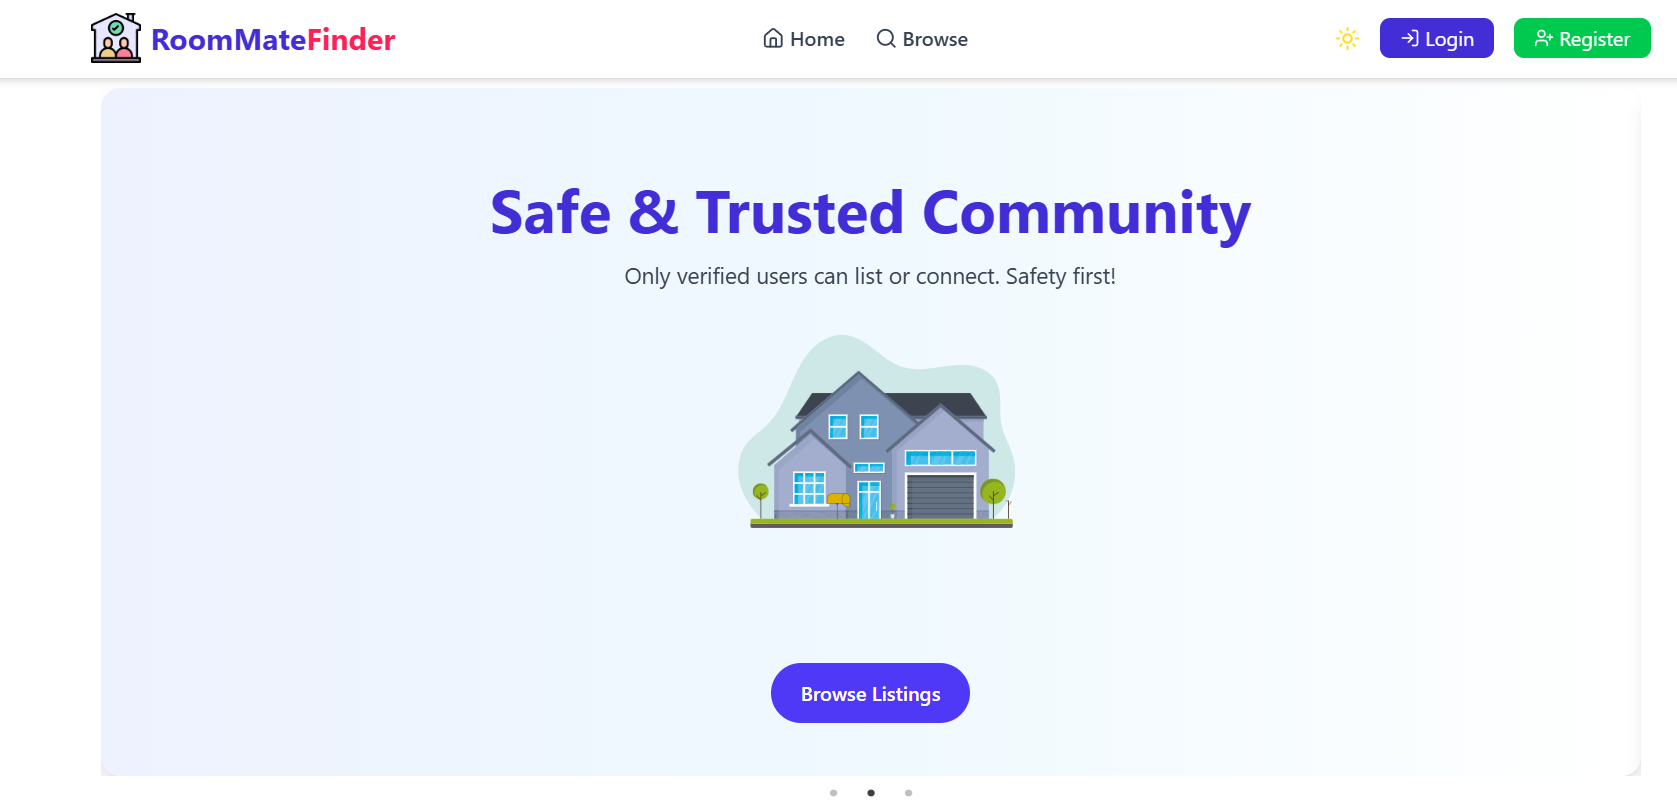 RoomMateFinder
Home
Browse
Login
Register
Safe & Trusted Community
Only verified users can list or connect. Safety first!
Browse Listings